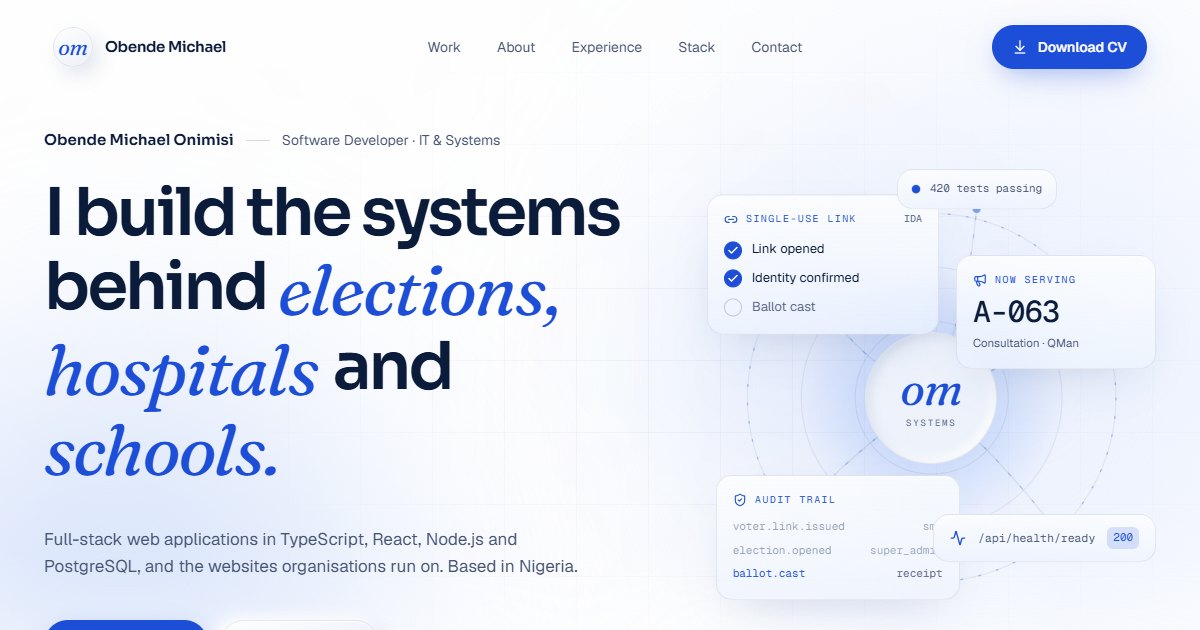 om Obende Michael
Work About Experience Stack Contact
Download CV
Obende Michael Onimisi
Software Developer · IT & Systems
I build the systems
behind elections,
hospitals and
schools.
Full-stack web applications in TypeScript, React, Node.js and
PostgreSQL, and the websites organisations run on. Based in Nigeria.
420 tests passing
SINGLE-USE LINK IDA
Link opened
Identity confirmed
Ballot cast
NOW SERVING
A-063
Consultation · QMan
om
SYSTEMS
AUDIT TRAIL
voter.link.issued
election.opened
ballot.cast receipt
/api/health/ready 200